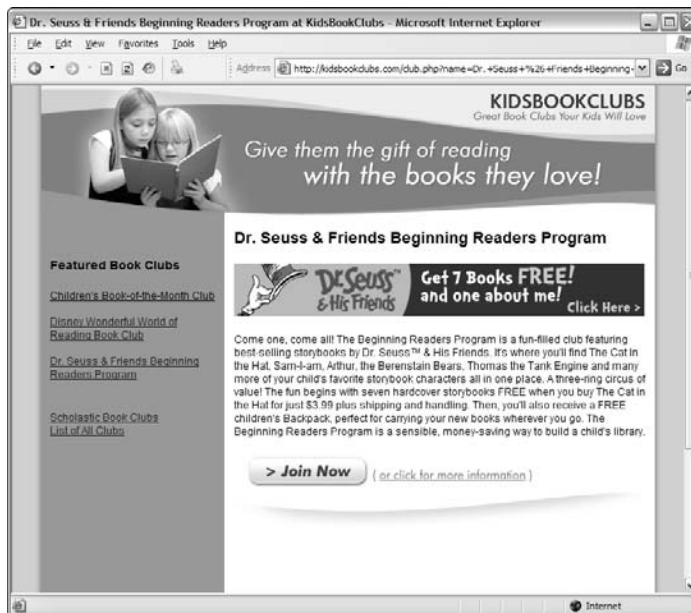 Dr. Seuss & Friends Beginning Readers Program at KidsBookClubs - Microsoft Internet Explorer
File Edit View Favorites Tools Help
Address http://kidsbookclubs.com/club.php?name=Dr.+Seuss+%26+Friends+Beginning- Go
KIDSBOOKCLUBS
Great Book Clubs Your Kids Will Love
Give them the gift of reading
with the books they love!
Dr. Seuss & Friends Beginning Readers Program
Featured Book Clubs
Children's Book-of-the-Month Club
Disney Wonderful World of
Reading Book Club
Dr. Seuss & Friends Beginning
Readers Program
Scholastic Book Clubs
List of All Clubs
Dr. Seuss™
& His Friends
Get 7 Books FREE!
and one about me!
Click Here >
Come one, come all! The Beginning Readers Program is a fun-filled club featuring
best-selling storybooks by Dr. Seuss™ & His Friends. It's where you'll find The Cat in
the Hat, Sam-I-am, Arthur, the Berenstain Bears, Thomas the Tank Engine and many
more of your child's favorite storybook characters all in one place. A three-ring circus of
value! The fun begins with seven hardcover storybooks FREE when you buy The Cat in
the Hat for just $3.99 plus shipping and handling. Then, you'll also receive a FREE
children's Backpack, perfect for carrying your new books wherever you go. The
Beginning Readers Program is a sensible, money-saving way to build a child's library.
> Join Now ( or click for more information )
Internet